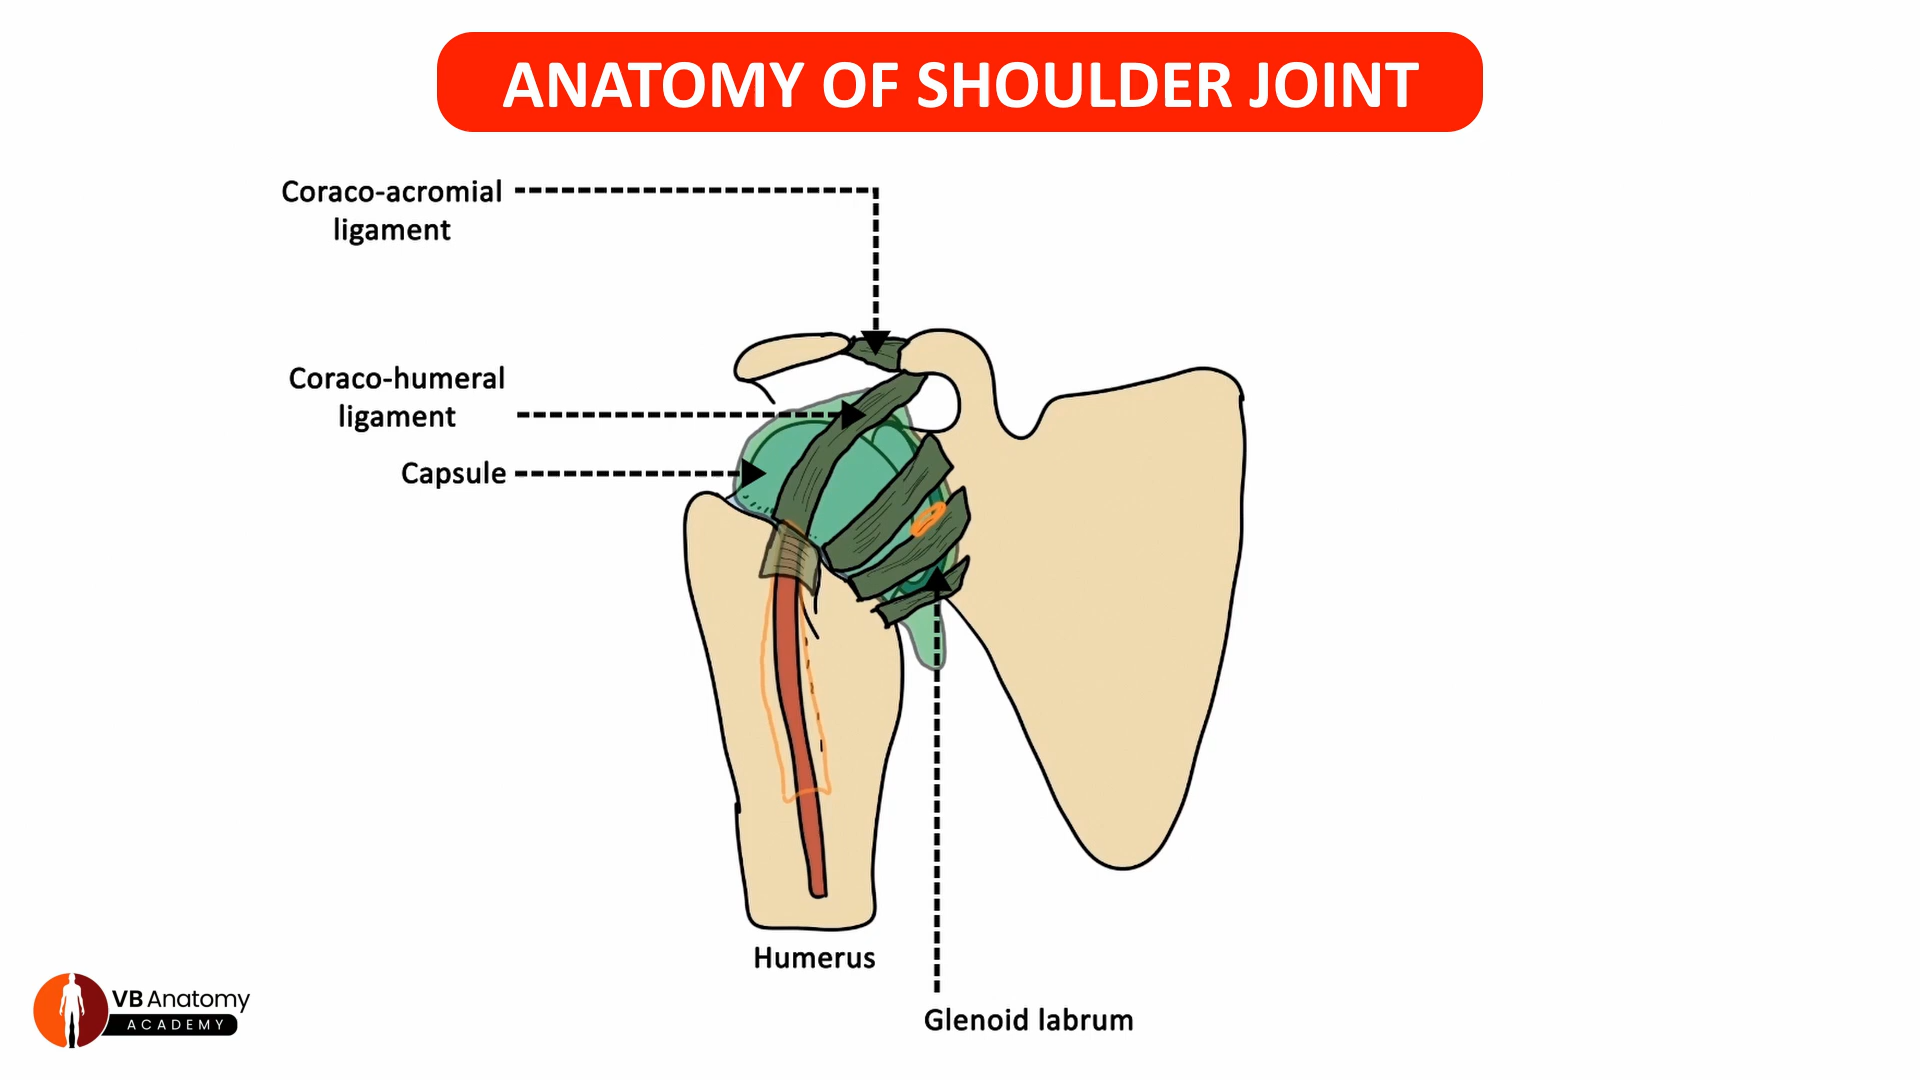 ANATOMY OF SHOULDER JOINT
Coraco-acromial
ligament
Coraco-humeral
ligament
Capsule
Humerus
Glenoid labrum
VB Anatomy
ACADEMY